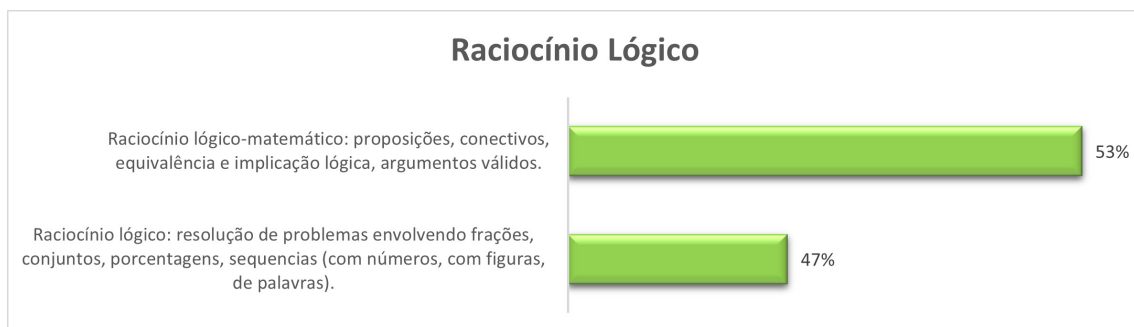 Raciocínio Lógico
Raciocínio lógico-matemático: proposições, conectivos,
equivalência e implicação lógica, argumentos válidos.
53%
Raciocínio lógico: resolução de problemas envolvendo frações,
conjuntos, porcentagens, sequencias (com números, com figuras,
de palavras).
47%